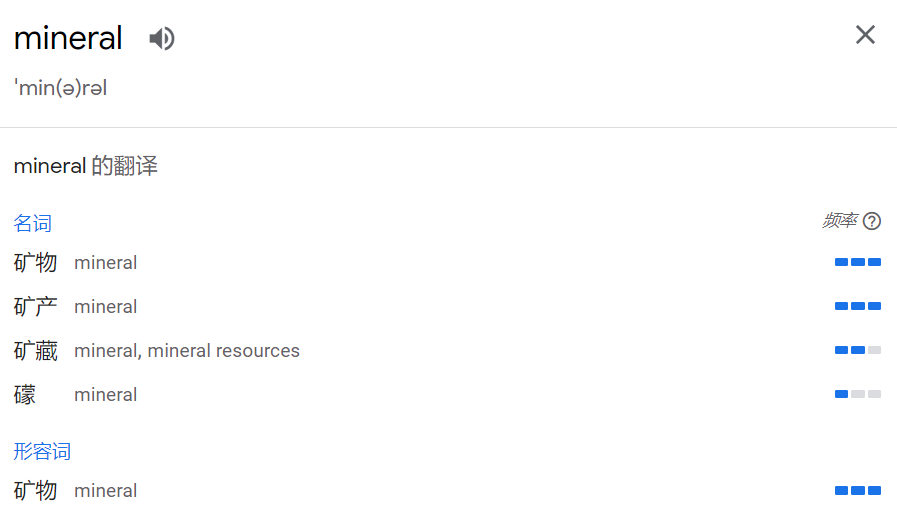 mineral
ˈmin(ə)rəl
mineral 的翻译
名词 频率
矿物 mineral
矿产 mineral
矿藏 mineral, mineral resources
礞 mineral
形容词
矿物 mineral